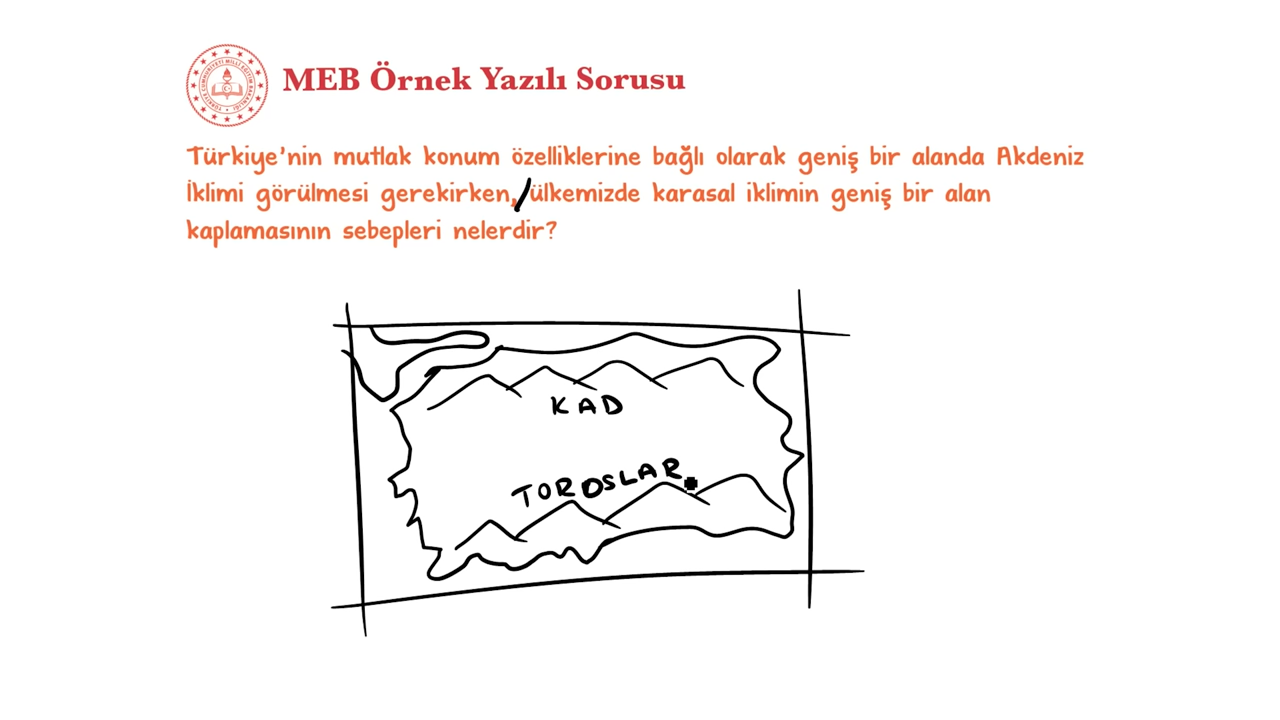 MEB Örnek Yazılı Sorusu
Türkiye'nin mutlak konum özelliklerine bağlı olarak geniş bir alanda Akdeniz
İklimi görülmesi gerekirken, ülkemizde karasal iklimin geniş bir alan
kaplamasının sebepleri nelerdir?
KAD
TOROSLAR